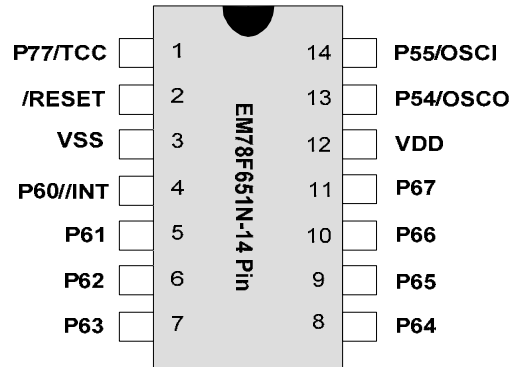 P77/TCC 1 14 P55/OSCI
/RESET 2 13 P54/OSCO
VSS 3 12 VDD
P60//INT 4 11 P67
P61 5 10 P66
P62 6 9 P65
P63 7 8 P64
EM78F651N-14 Pin